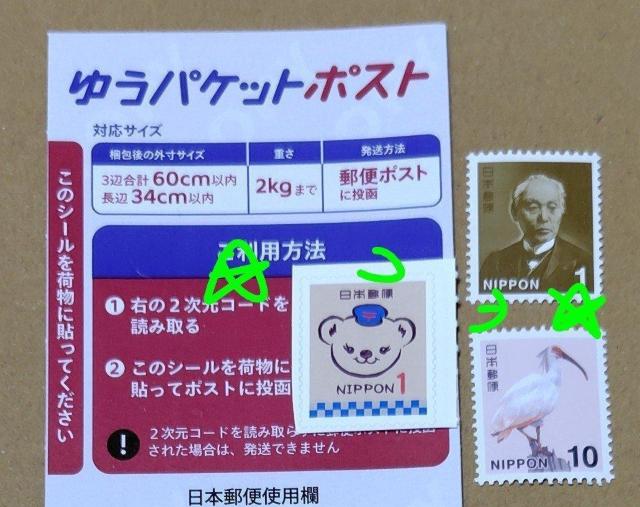 ゆうパケットポスト
対応サイズ
梱包後の外寸サイズ 重さ 発送方法
3辺合計 60cm以内 長辺 34cm以内
2kgまで
郵便ポストに投函
ご利用方法
1 右の2次元コードを
読み取る
2 このシールを荷物に
貼ってポストに投函
! 2次元コードを読み取らずに郵便ポストに投函
された場合は、発送できません
日本郵便使用欄
このシールを荷物に貼ってください
日本郵便
NIPPON 1
日本郵便
NIPPON 1
日本郵便
NIPPON 10